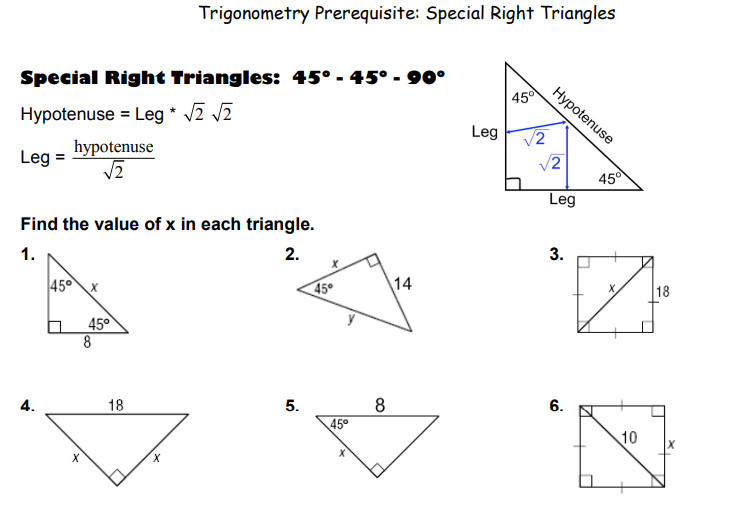 Trigonometry Prerequisite: Special Right Triangles
Special Right Triangles: 45° - 45° - 90°
Hypotenuse = Leg * √2 √2
Leg = hypotenuse
√2
45°
Hypotenuse
Leg
√2
√2
45°
Leg
Find the value of x in each triangle.
1.
45°
x
45°
8
2.
x
45°
14
y
3.
x
18
4.
18
x
x
5.
8
45°
x
6.
10
x